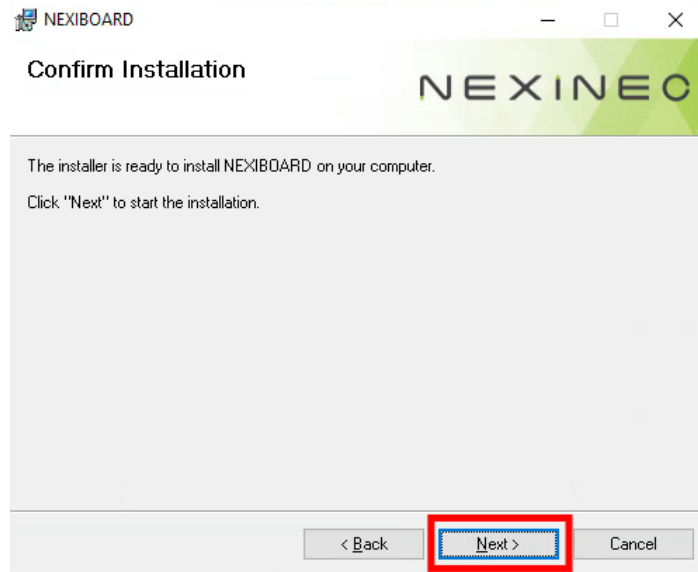 NEXIBOARD
Confirm Installation
NEXINEC
The installer is ready to install NEXIBOARD on your computer.
Click "Next" to start the installation.
< Back
Next >
Cancel